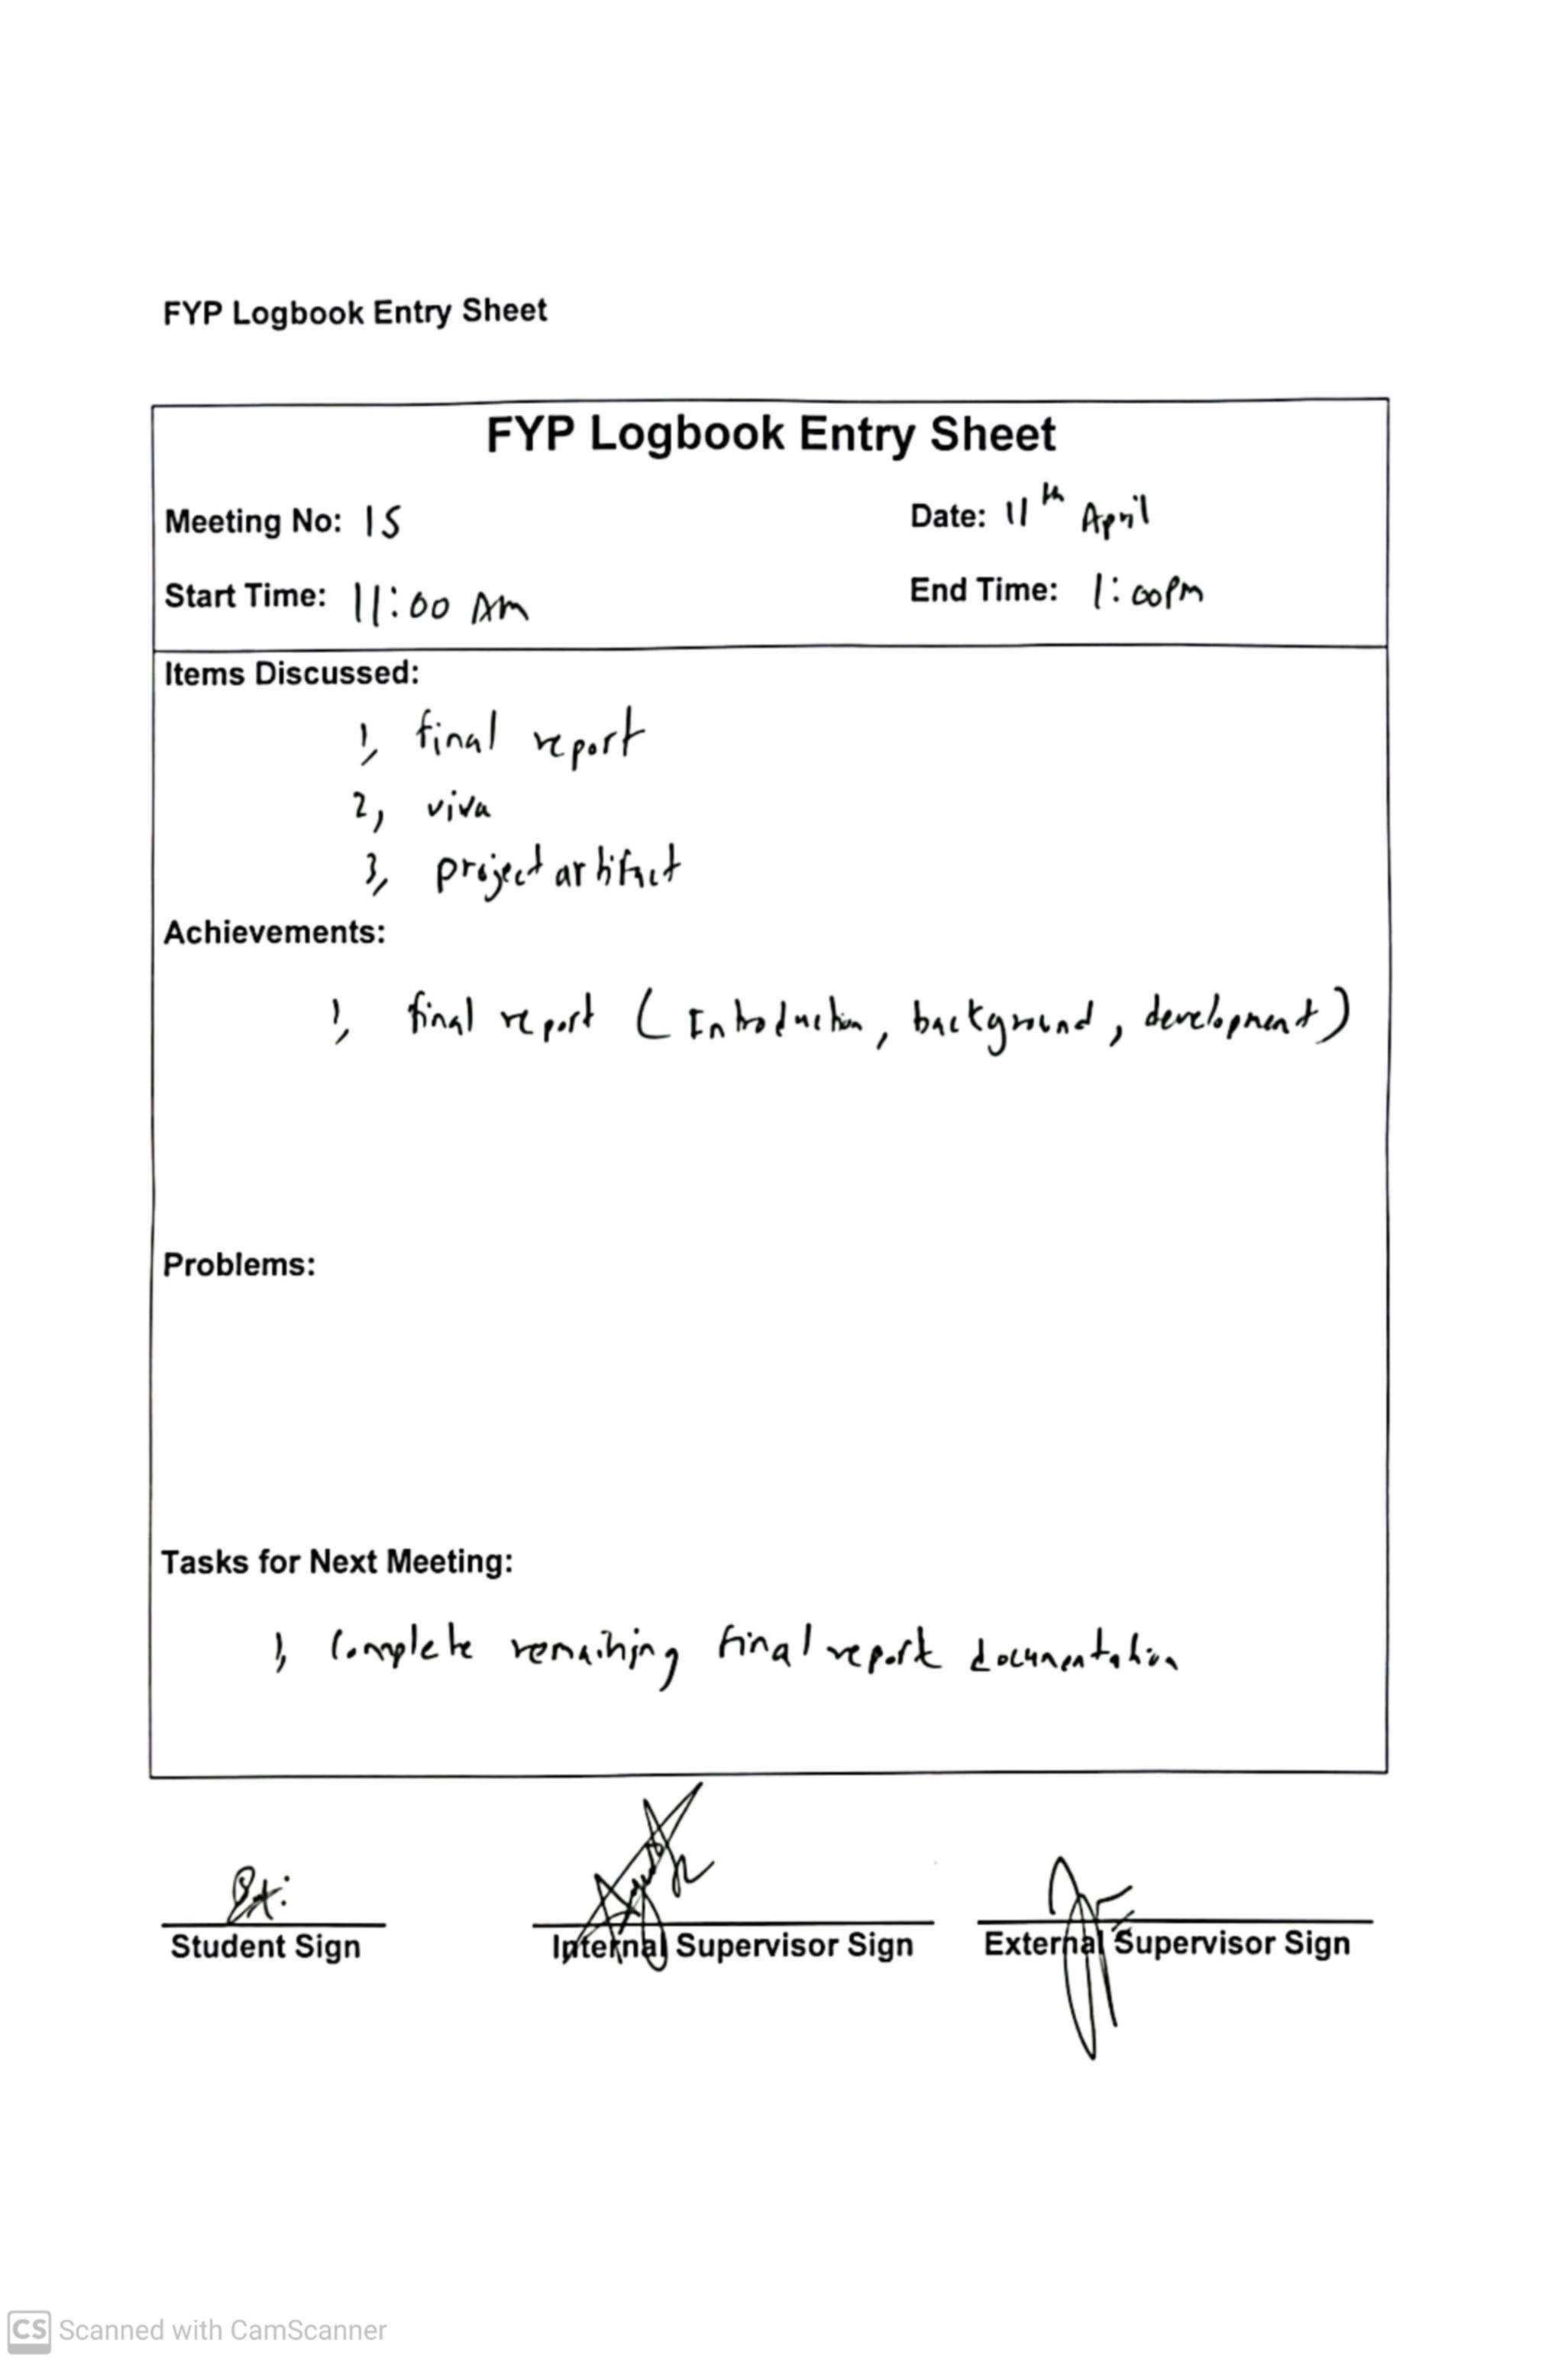 FYP Logbook Entry Sheet
FYP Logbook Entry Sheet
Meeting No: 15 Date: 11th April
Start Time: 11:00 AM End Time: 1:00PM
Items Discussed:
1, final report
2, viva
3, project artifact
Achievements:
1, final report (Introduction, background, development)
Problems:
Tasks for Next Meeting:
1, Complete remaining final report documentation
Student Sign Internal Supervisor Sign External Supervisor Sign
CS Scanned with CamScanner